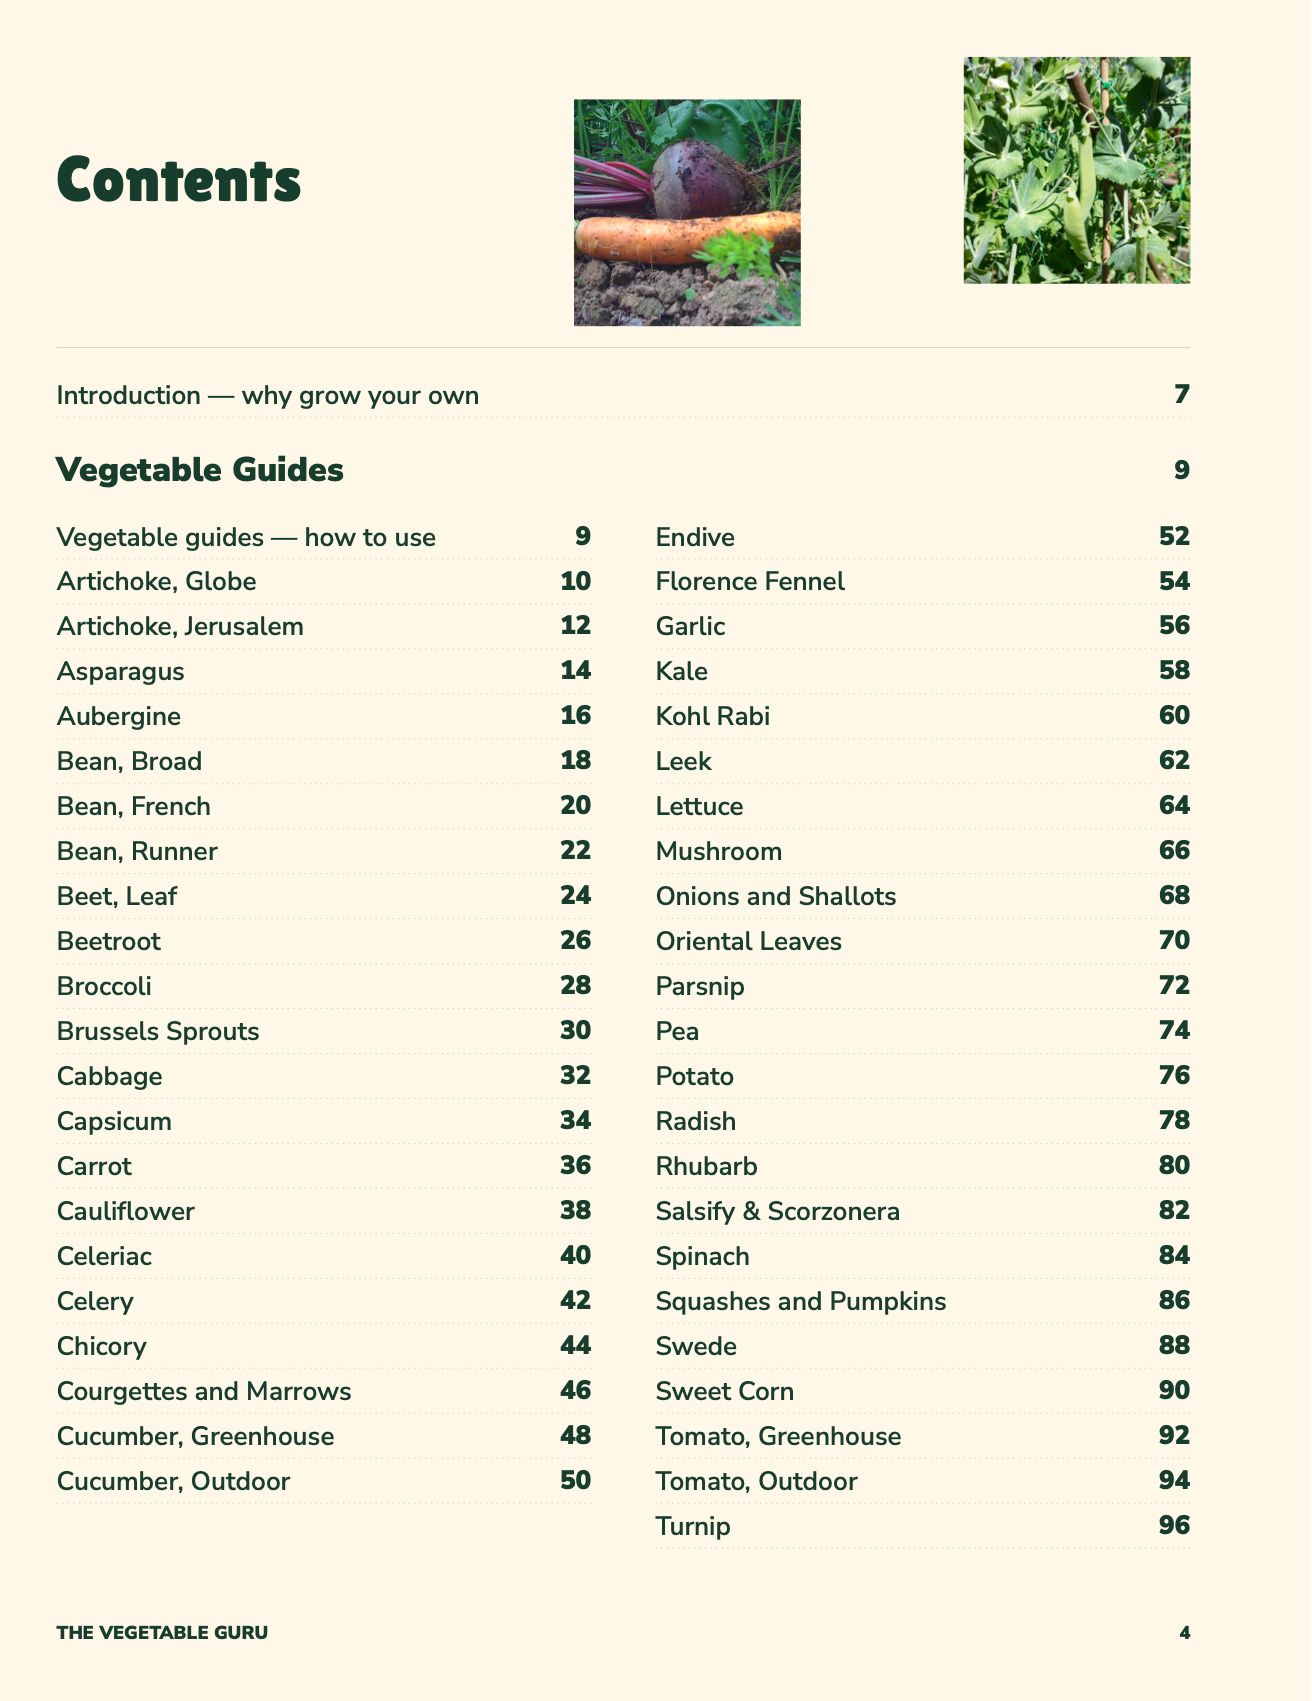 Contents
Introduction — why grow your own 7
Vegetable Guides 9
Vegetable guides — how to use 9
Artichoke, Globe 10
Artichoke, Jerusalem 12
Asparagus 14
Aubergine 16
Bean, Broad 18
Bean, French 20
Bean, Runner 22
Beet, Leaf 24
Beetroot 26
Broccoli 28
Brussels Sprouts 30
Cabbage 32
Capsicum 34
Carrot 36
Cauliflower 38
Celeriac 40
Celery 42
Chicory 44
Courgettes and Marrows 46
Cucumber, Greenhouse 48
Cucumber, Outdoor 50
Endive 52
Florence Fennel 54
Garlic 56
Kale 58
Kohl Rabi 60
Leek 62
Lettuce 64
Mushroom 66
Onions and Shallots 68
Oriental Leaves 70
Parsnip 72
Pea 74
Potato 76
Radish 78
Rhubarb 80
Salsify & Scorzonera 82
Spinach 84
Squashes and Pumpkins 86
Swede 88
Sweet Corn 90
Tomato, Greenhouse 92
Tomato, Outdoor 94
Turnip 96
THE VEGETABLE GURU 4